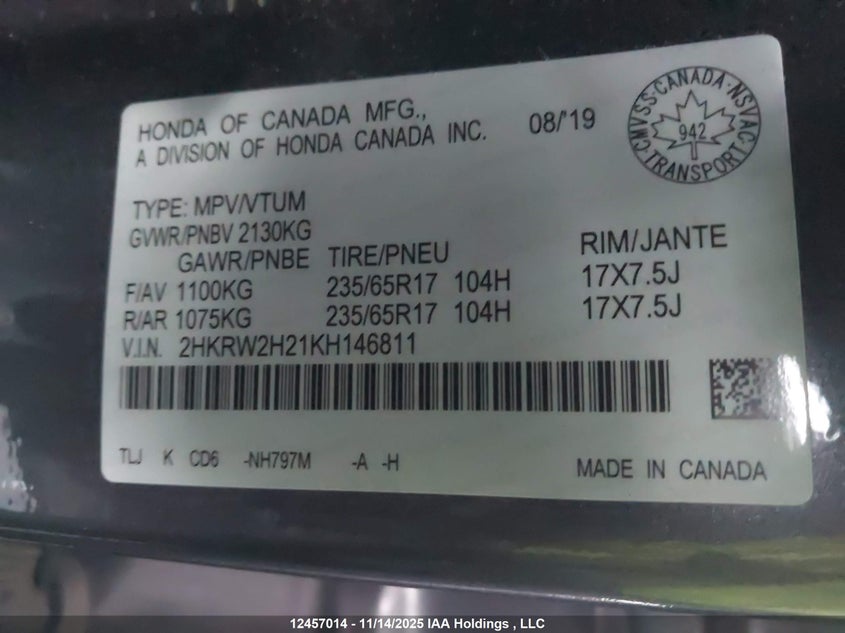 HONDA OF CANADA MFG.,
A DIVISION OF HONDA CANADA INC.
08/'19
CMVSS·CANADA·NSVAC
942
·TRANSPORT·
TYPE: MPV/VTUM
GVWR/PNBV 2130KG
GAWR/PNBE TIRE/PNEU RIM/JANTE
F/AV 1100KG 235/65R17 104H 17X7.5J
R/AR 1075KG 235/65R17 104H 17X7.5J
V.I.N. 2HKRW2H21KH146811
TLJ K CD6 -NH797M -A -H MADE IN CANADA
12457014 - 11/14/2025 IAA Holdings , LLC